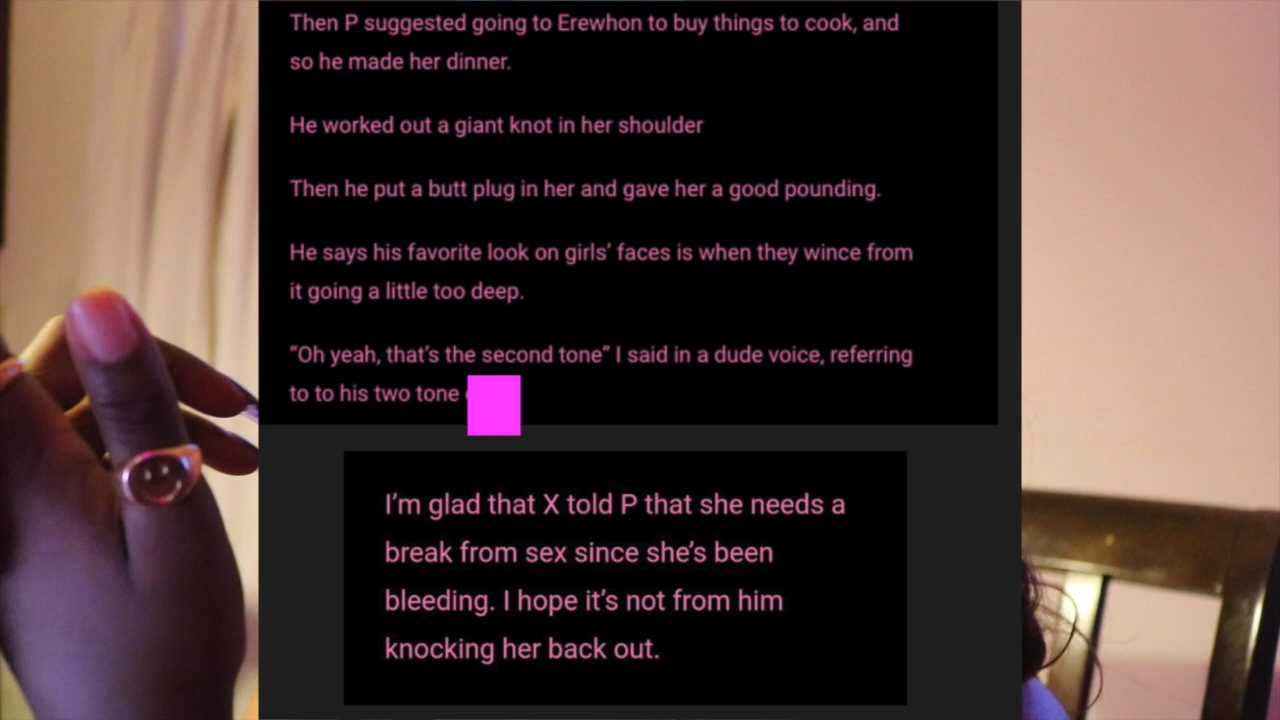 Then P suggested going to Erewhon to buy things to cook, and
so he made her dinner.
He worked out a giant knot in her shoulder
Then he put a butt plug in her and gave her a good pounding.
He says his favorite look on girls’ faces is when they wince from
it going a little too deep.
“Oh yeah, that’s the second tone” I said in a dude voice, referring
to to his two tone
I’m glad that X told P that she needs a
break from sex since she’s been
bleeding. I hope it’s not from him
knocking her back out.